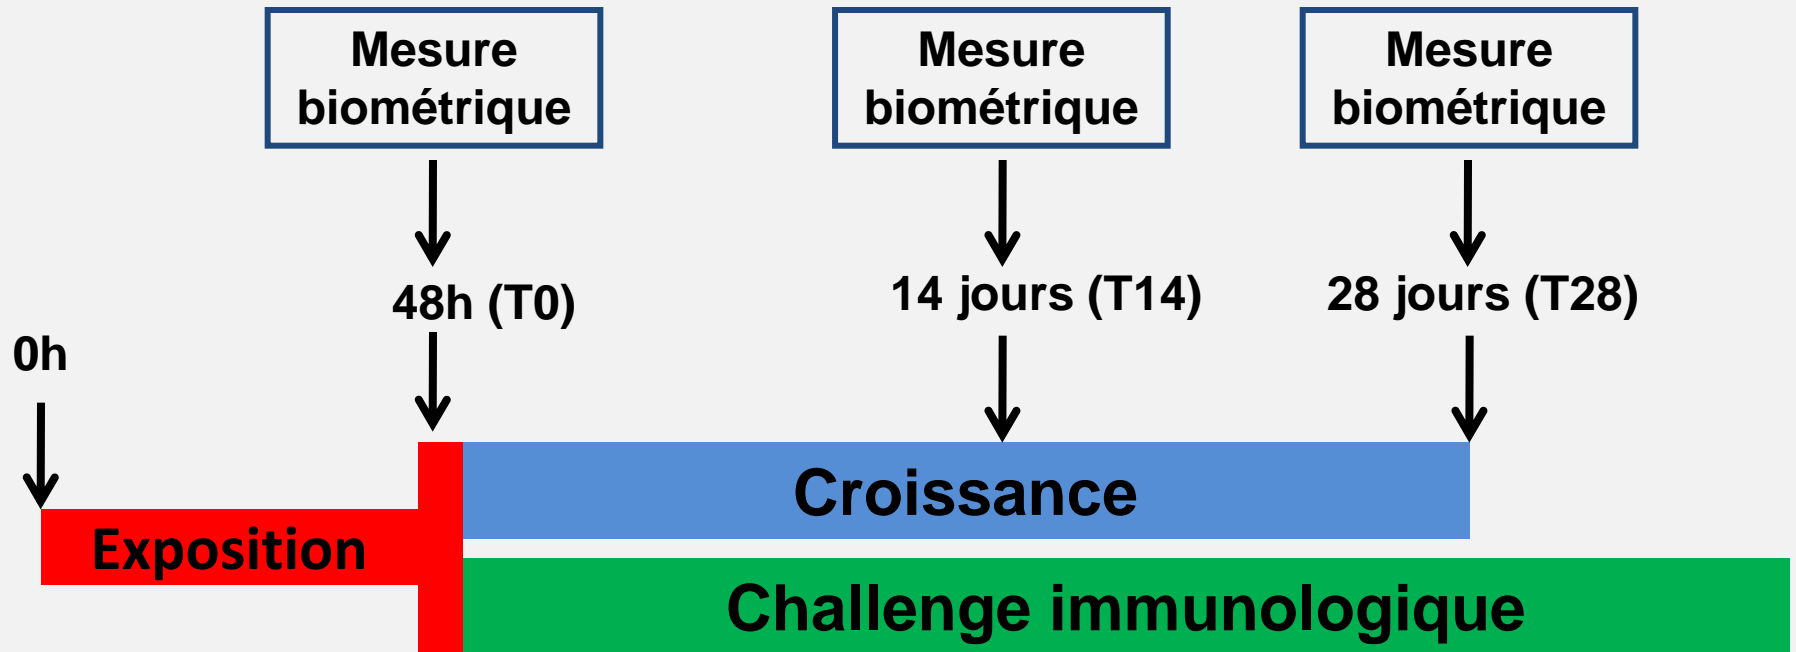 Mesure
biométrique
Mesure
biométrique
Mesure
biométrique
48h (T0)
14 jours (T14)
28 jours (T28)
0h
Croissance
Exposition
Challenge immunologique